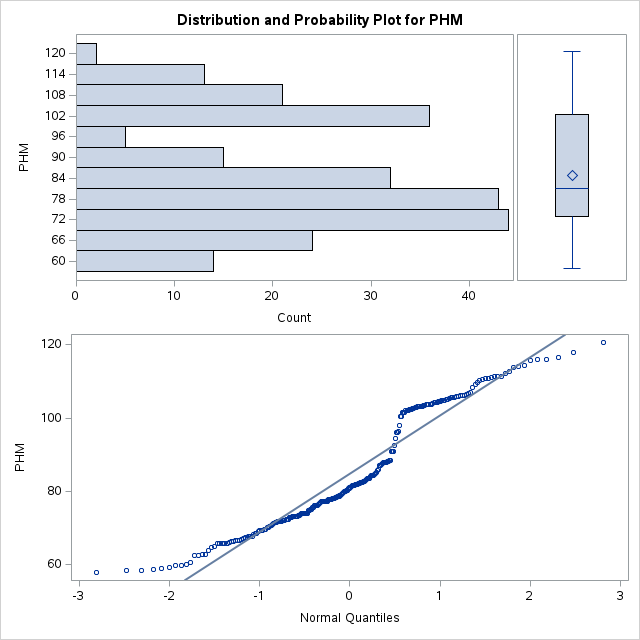 Distribution and Probability Plot for PHM
120
114
108
102
96
90
84
78
72
66
60
PHM
0 10 20 30 40
Count
120
100
80
60
PHM
-3 -2 -1 0 1 2 3
Normal Quantiles